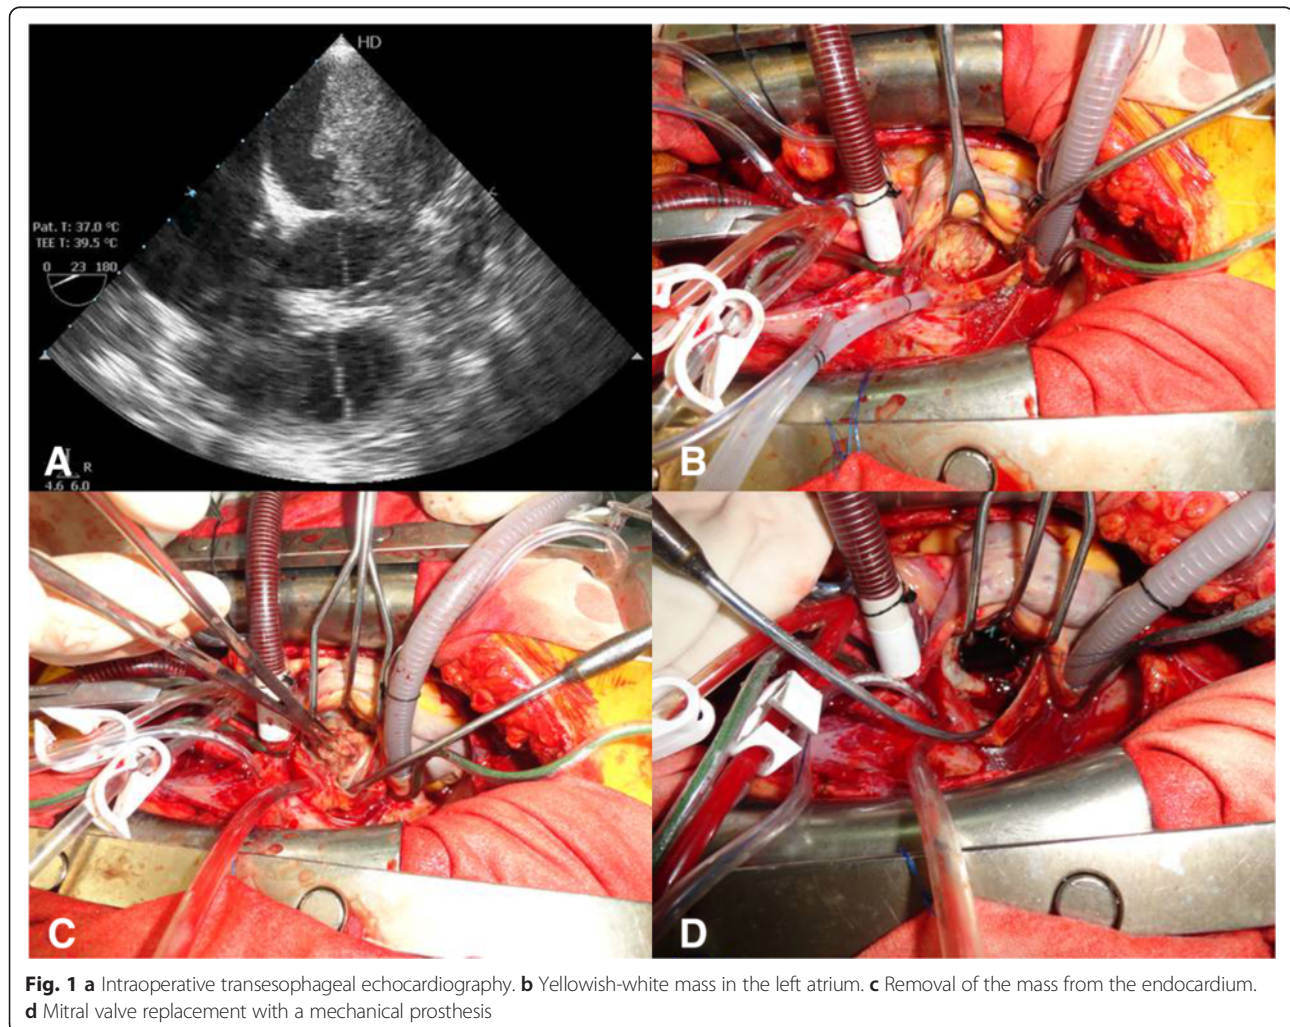 HD
Pat. T: 37.0 °C
TEE T: 39.5 °C
0 23 180
A
R
4.6 6.0
B
C
D
Fig. 1 a Intraoperative transesophageal echocardiography. b Yellowish-white mass in the left atrium. c Removal of the mass from the endocardium.
d Mitral valve replacement with a mechanical prosthesis